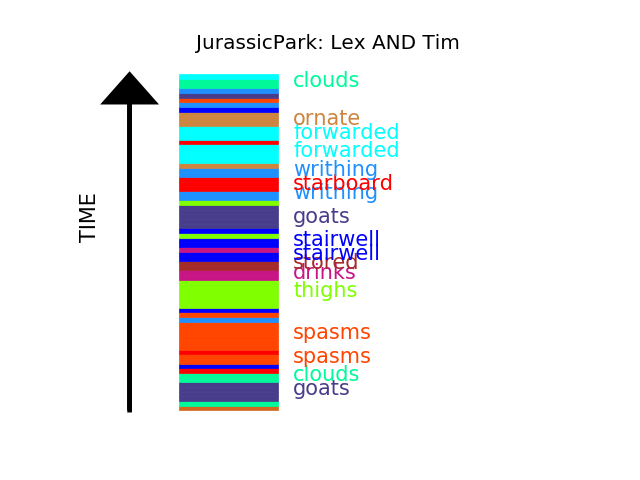 JurassicPark: Lex AND Tim
clouds
ornate
forwarded
forwarded
writhing
starboard
writhing
goats
stairwell
stairwell
stored
drinks
thighs
spasms
spasms
clouds
goats
TIME